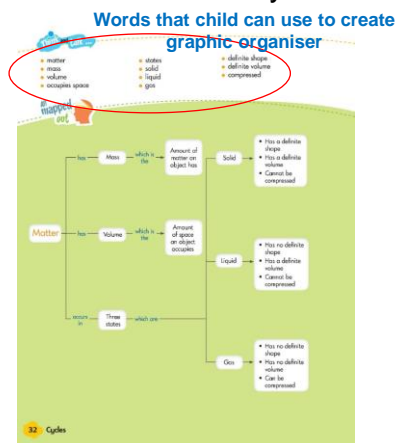 Words that child can use to create
graphic organiser
Think and
matter
mass
volume
occupies space
states
solid
liquid
gas
definite shape
definite volume
compressed
mapped
out
Matter
has
Mass
which is
the
Amount of
matter an
object has
has
Volume
which is
the
Amount
of space
an object
occupies
occurs
in
Three
states
which are
Solid
Has a definite
shape
Has a definite
volume
Cannot be
compressed
Liquid
Has no definite
shape
Has a definite
volume
Cannot be
compressed
Gas
Has no definite
shape
Has no definite
volume
Can be
compressed
32 Cycles